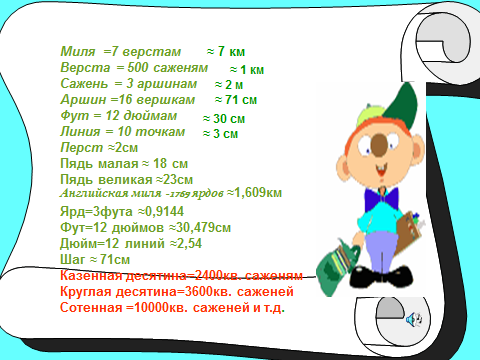 Миля =7 верстам ≈ 7 км
Верста = 500 саженям ≈ 1 км
Сажень = 3 аршинам ≈ 2 м
Аршин =16 вершкам ≈ 71 см
Фут = 12 дюймам ≈ 30 см
Линия = 10 точкам ≈ 3 см
Перст ≈2см
Пядь малая ≈ 18 см
Пядь великая ≈23см
Английская миля -1767 ярдов ≈1,609км
Ярд=3фута ≈0,9144
Фут=12 дюймов ≈30,479см
Дюйм=12 линий ≈2,54
Шаг ≈ 71см
Казенная десятина=2400кв. саженям
Круглая десятина=3600кв. саженей
Сотенная =10000кв. саженей и т.д.